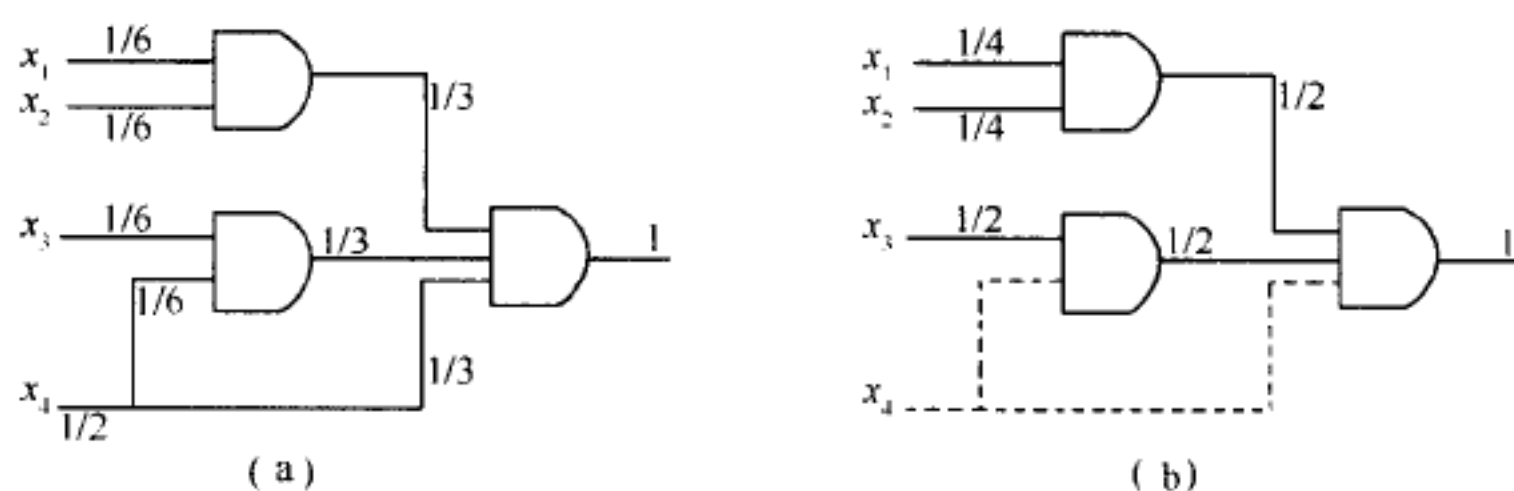 1/6
x₁
1/3
x₂
1/6
x₃
1/6
1/3
1
1/6
x₄
1/3
1/2
(a)
1/4
x₁
1/2
x₂
1/4
x₃
1/2
1/2
1
x₄
(b)